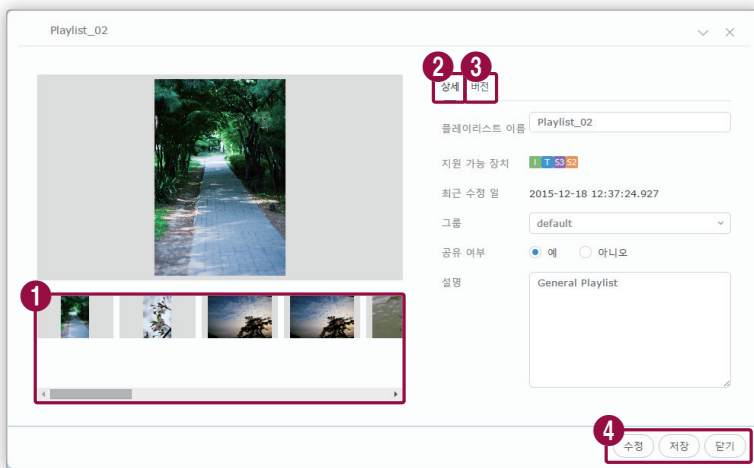 Playlist_02
2 3
상세 버전
플레이리스트 이름 Playlist_02
지원 가능 장치 I T S3 S2
최근 수정 일 2015-12-18 12:37:24.927
그룹 default
공유 여부 예 아니오
1
설명 General Playlist
4
수정 저장 닫기